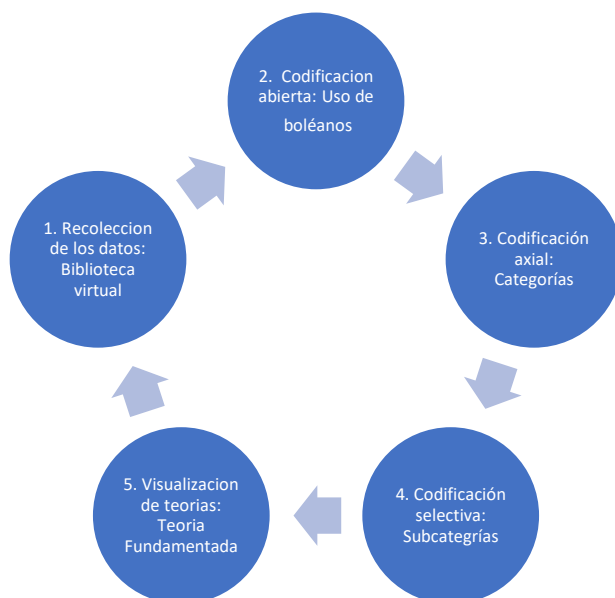 2. Codificacion
abierta: Uso de
boléanos
1. Recoleccion
de los datos:
Biblioteca
virtual
3. Codificación
axial:
Categorías
5. Visualizacion
de teorias:
Teoria
Fundamentada
4. Codificación
selectiva:
Subcategrías